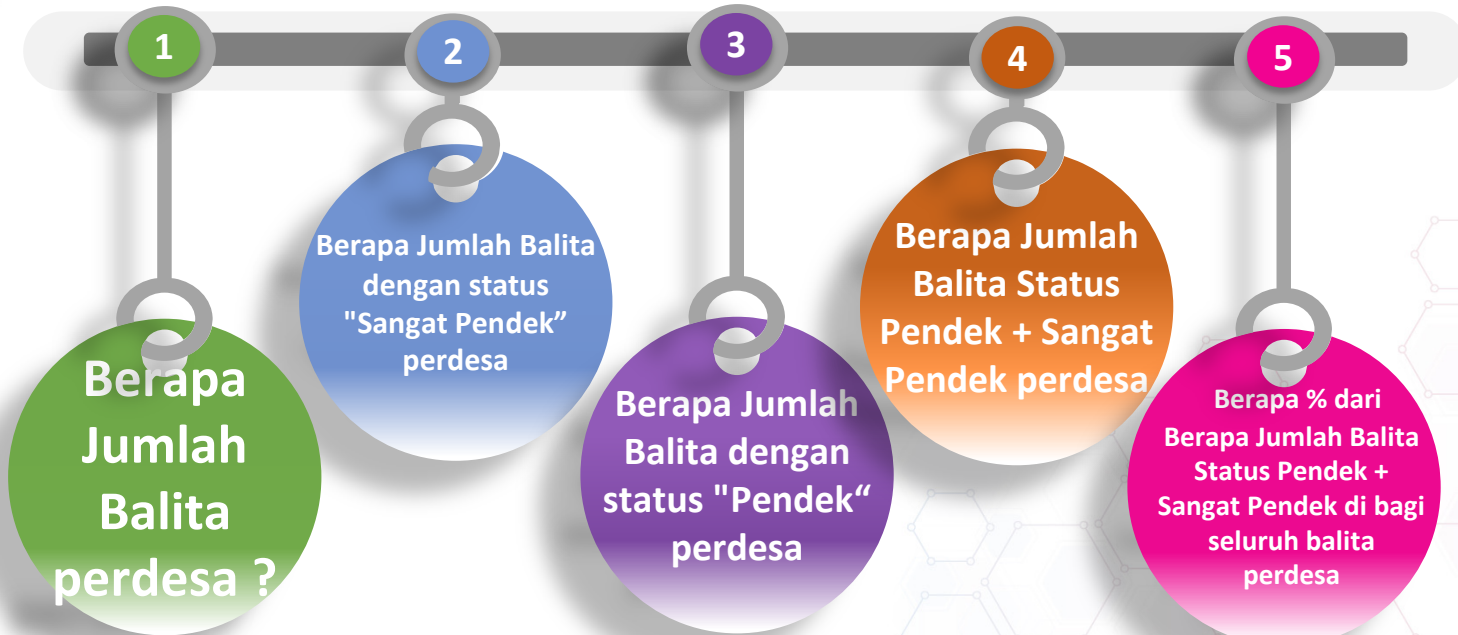 1
Berapa
Jumlah
Balita
perdesa ?
2
Berapa Jumlah Balita
dengan status
"Sangat Pendek”
perdesa
3
Berapa Jumlah
Balita dengan
status "Pendek“
perdesa
4
Berapa Jumlah
Balita Status
Pendek + Sangat
Pendek perdesa
5
Berapa % dari
Berapa Jumlah Balita
Status Pendek +
Sangat Pendek di bagi
seluruh balita
perdesa